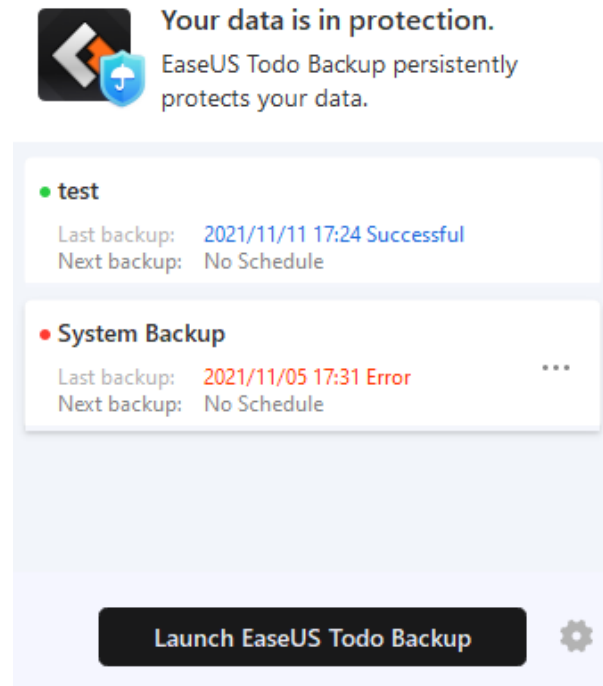 Your data is in protection.
EaseUS Todo Backup persistently
protects your data.
test
Last backup: 2021/11/11 17:24 Successful
Next backup: No Schedule
System Backup
Last backup: 2021/11/05 17:31 Error
Next backup: No Schedule
Launch EaseUS Todo Backup